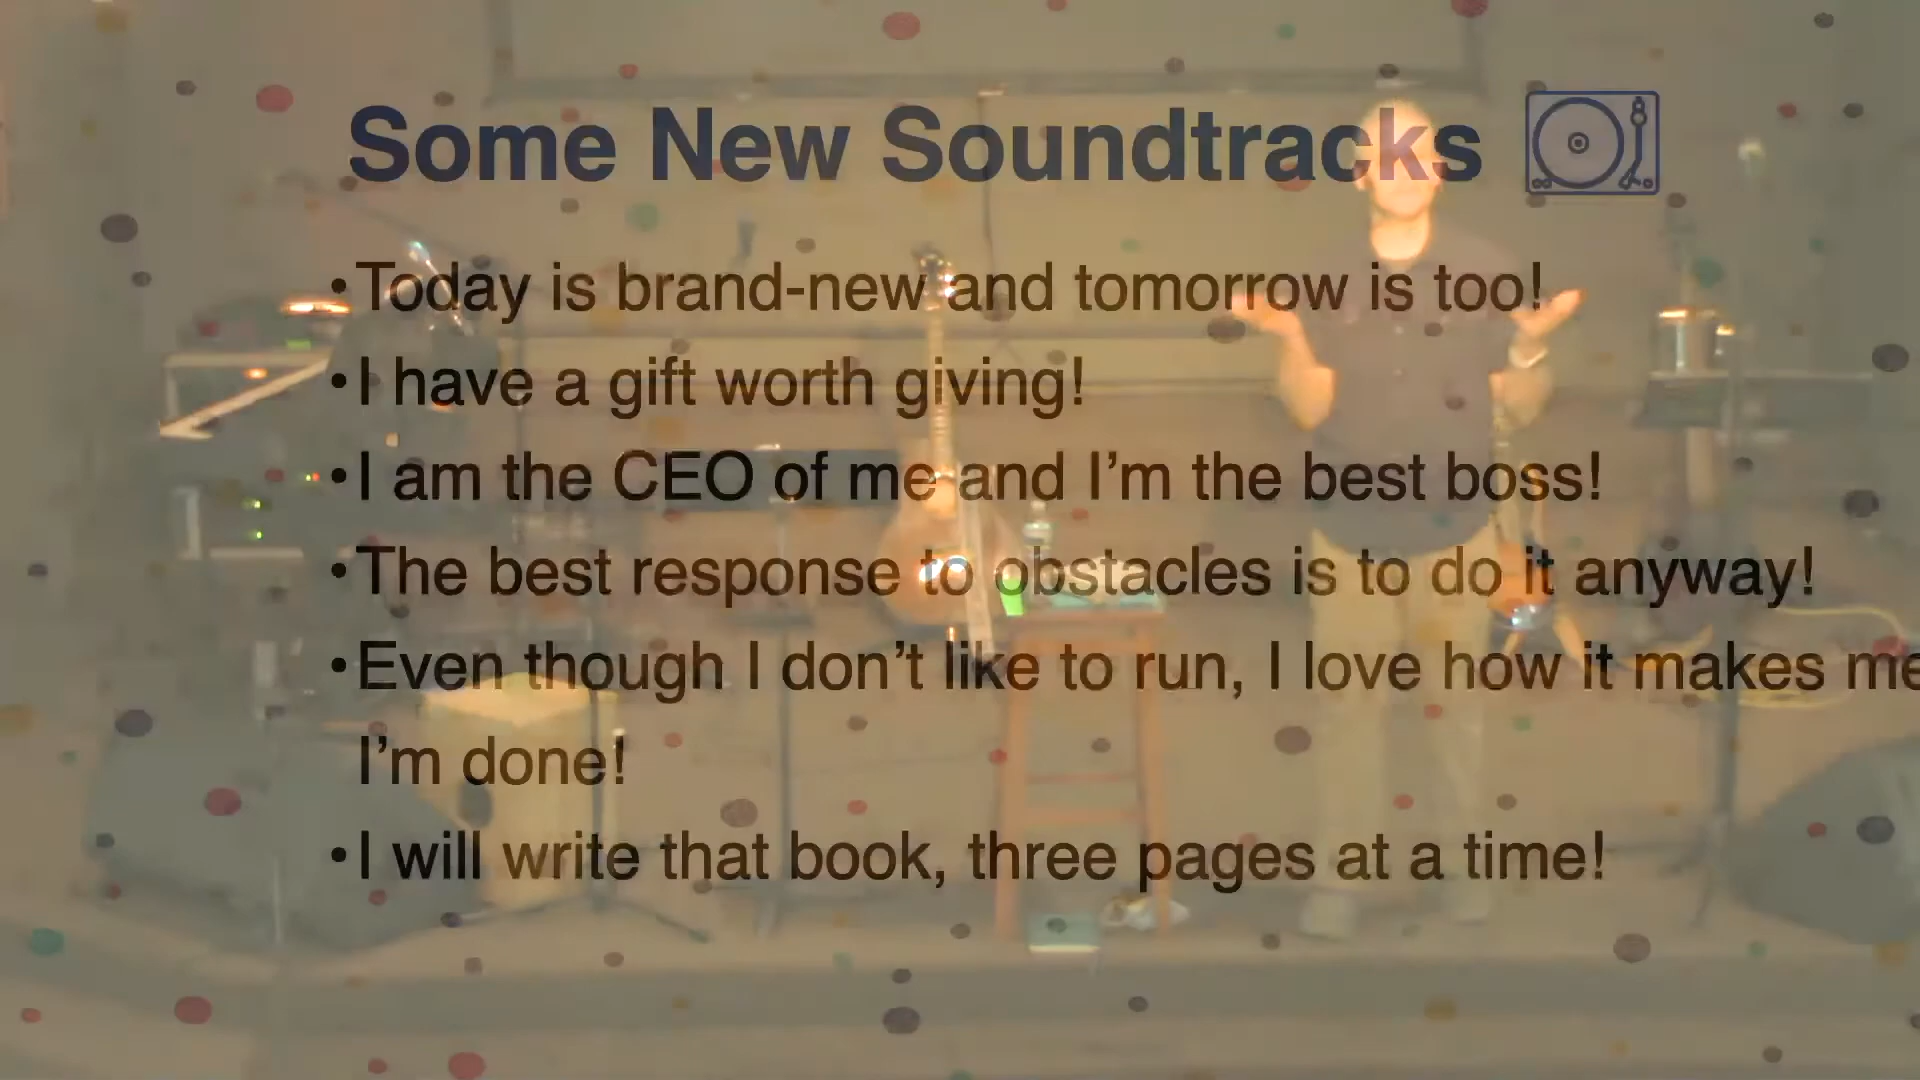 Some New Soundtracks
•Today is brand-new and tomorrow is too!
•I have a gift worth giving!
•I am the CEO of me and I’m the best boss!
•The best response to obstacles is to do it anyway!
•Even though I don’t like to run, I love how it makes me
I’m done!
•I will write that book, three pages at a time!